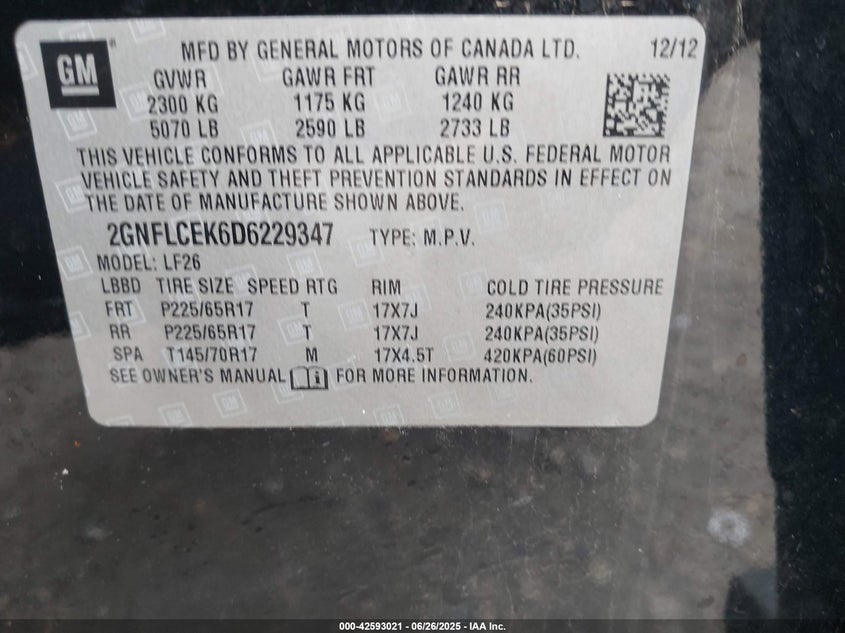 GM
MFD BY GENERAL MOTORS OF CANADA LTD. 12/12
GVWR GAWR FRT GAWR RR
2300 KG 1175 KG 1240 KG
5070 LB 2590 LB 2733 LB
THIS VEHICLE CONFORMS TO ALL APPLICABLE U.S. FEDERAL MOTOR
VEHICLE SAFETY AND THEFT PREVENTION STANDARDS IN EFFECT ON
THE DATE OF MANUFACTURE SHOWN ABOVE.
2GNFLCEK6D6229347 TYPE: M.P.V.
MODEL: LF26
LBBD TIRE SIZE SPEED RTG RIM COLD TIRE PRESSURE
FRT P225/65R17 T 17X7J 240KPA(35PSI)
RR P225/65R17 T 17X7J 240KPA(35PSI)
SPA T145/70R17 M 17X4.5T 420KPA(60PSI)
SEE OWNER'S MANUAL i FOR MORE INFORMATION.
000-42593021 - 06/26/2025 - IAA Inc.